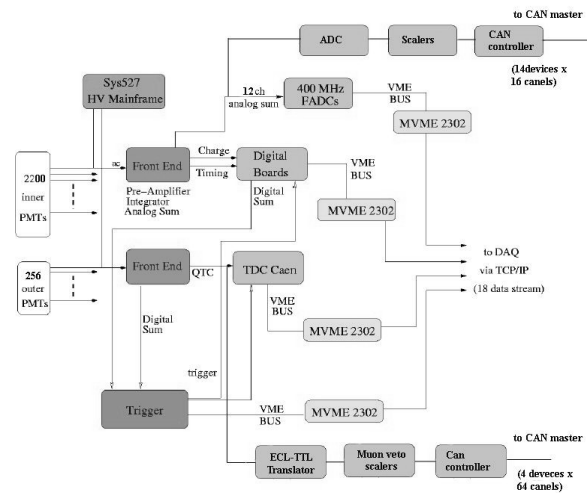 to CAN master
ADC
Scalers
CAN
controller
(14devices x
16 canels)
Sys527
HV Mainframe
12ch
analog sum
400 MHz
FADCs
VME
BUS
MVME 2302
2200
inner
PMTs
Front End
Pre-Amplifier
Integrator
Analog Sum
Charge
Timing
Digital
Boards
Digital
Sum
VME
BUS
MVME 2302
256
outer
PMTs
Front End
QTC
TDC Caen
VME
BUS
MVME 2302
to DAQ
via TCP/IP
(18 data stream)
Digital
Sum
trigger
Trigger
VME
BUS
MVME 2302
ECL-TTL
Translator
Muon veto
scalers
Can
controller
to CAN master
(4 deveces x
64 canels)